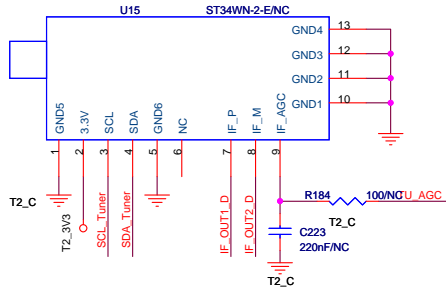 U15 ST34WN-2-E/NC
GND4 13
GND3 12
GND2 11
GND1 10
GND5 3.3V SCL SDA GND6 NC IF_P IF_M IF_AGC
1 2 3 4 5 6 7 8 9
T2_C
T2_3V3
SCL_Tuner
SDA_Tuner
IF_OUT1_D
IF_OUT2_D
R184 100/NC TU_AGC
T2_C
C223
220nF/NC
T2_C